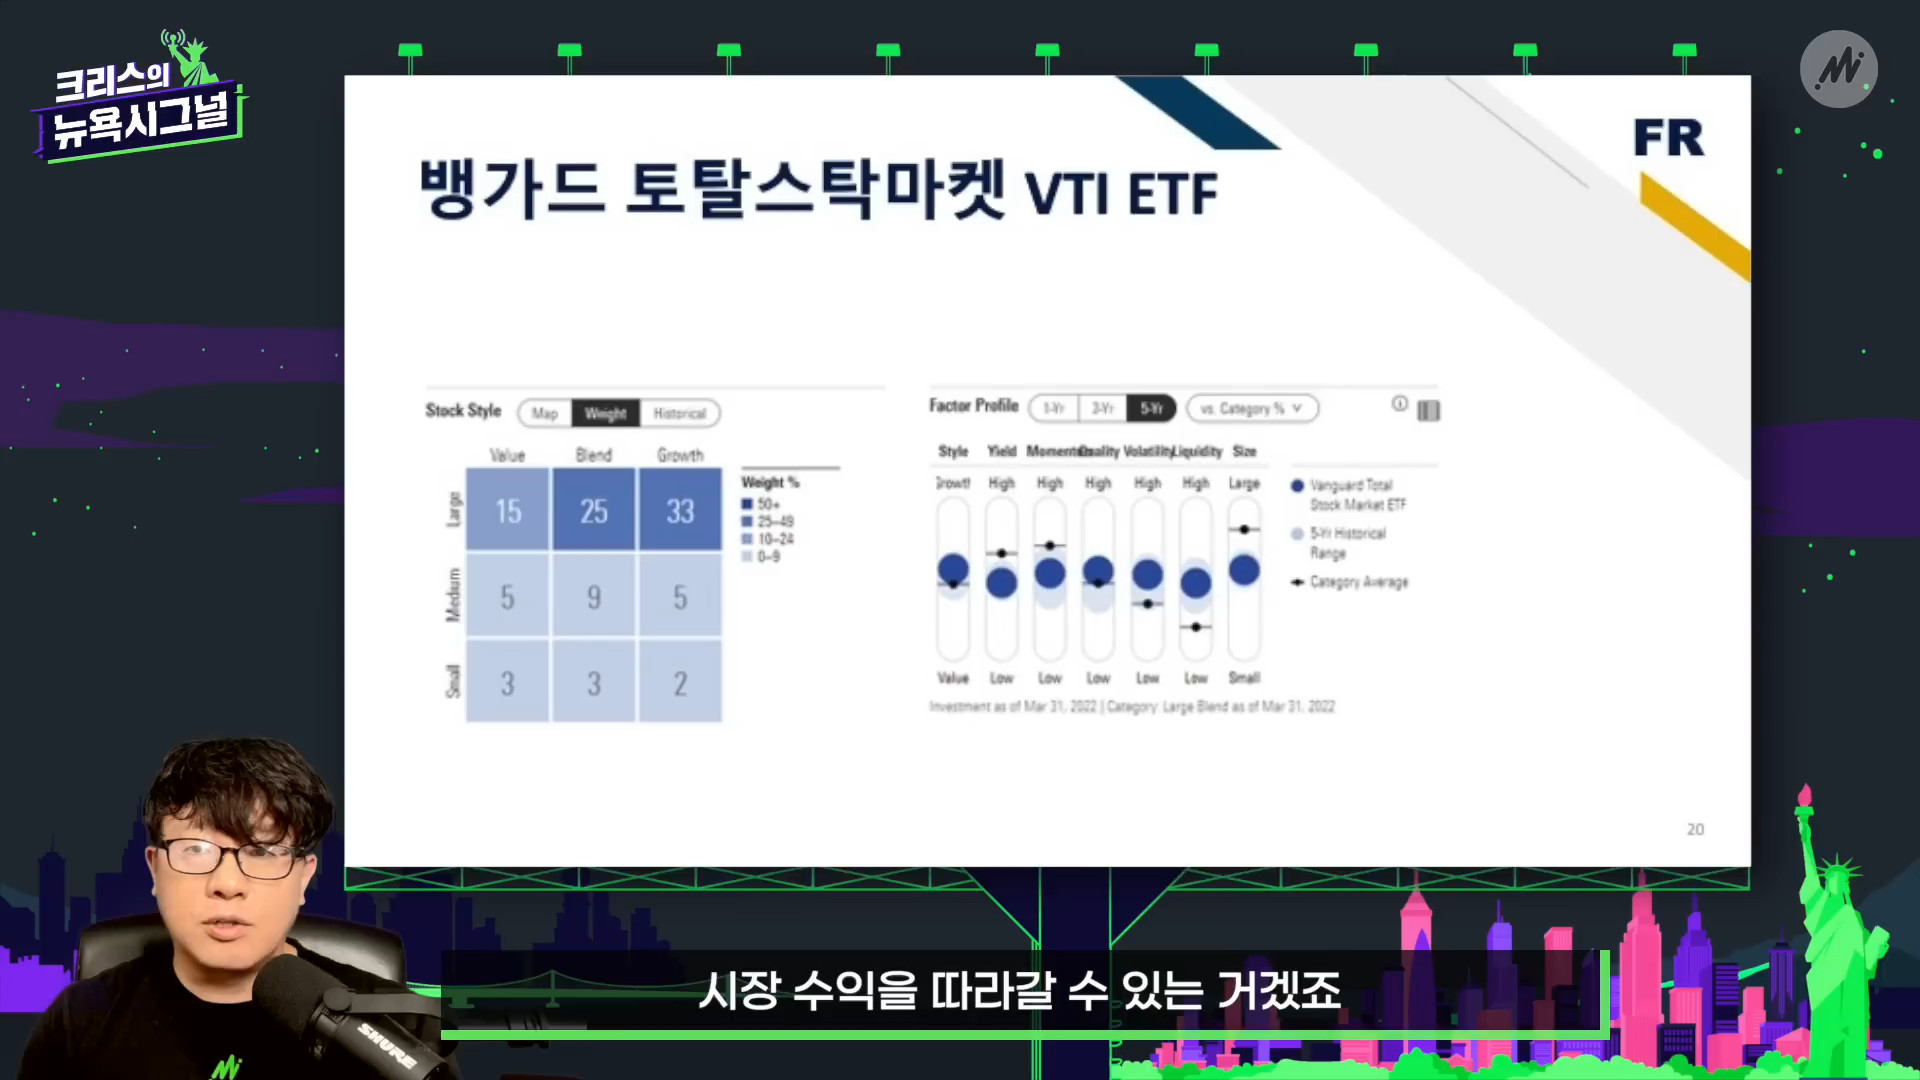 크리스의
뉴욕시그널
FR
뱅가드 토탈스탁마켓 VTI ETF
Stock Style Map Weight Historical
Value Blend Growth
Large 15 25 33
Medium 5 9 5
Small 3 3 2
Weight %
50+
25–49
10–24
0–9
Factor Profile 1-Yr 3-Yr 5-Yr vs. Category %
Style Yield Momentum Quality Volatility Liquidity Size
Growth High High High High High Large
Value Low Low Low Low Low Small
Vanguard Total
Stock Market ETF
5-Yr Historical
Range
Category Average
Investment as of Mar 31, 2022 | Category: Large Blend as of Mar 31, 2022
20
SHURE
시장 수익을 따라갈 수 있는 거겠죠